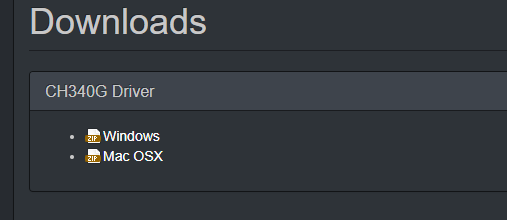 Downloads
CH340G Driver
Windows
Mac OSX